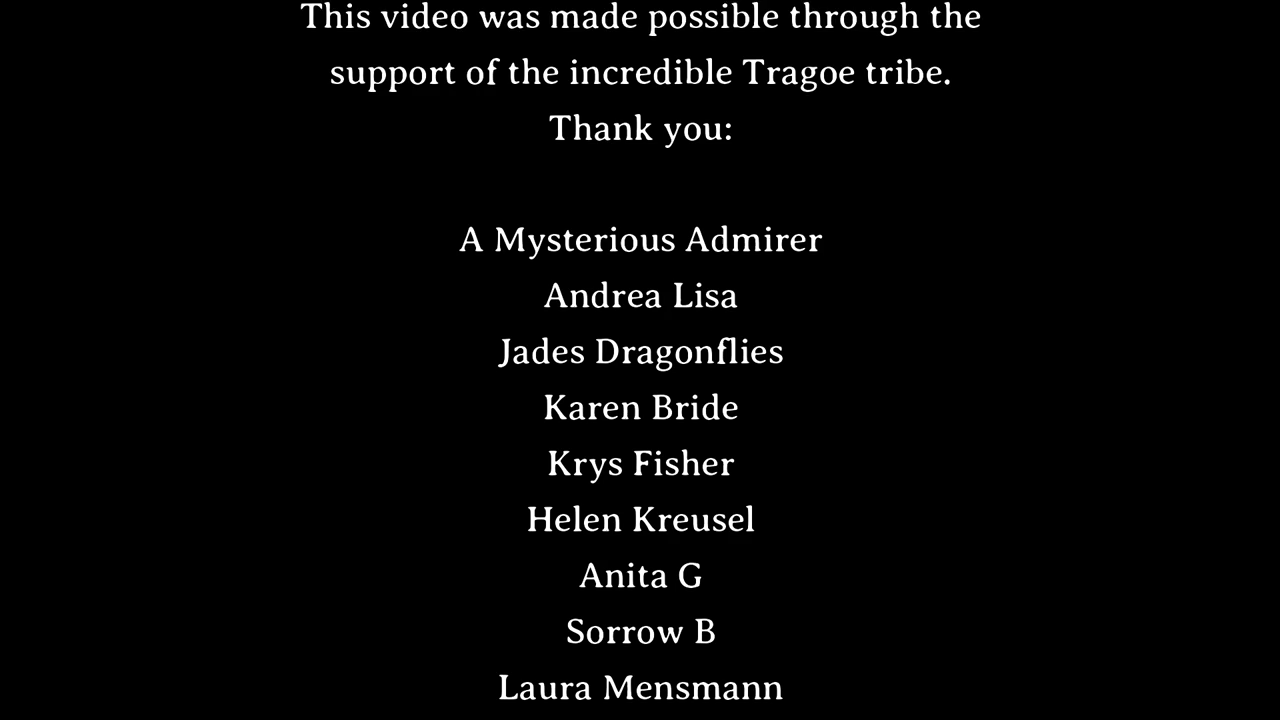 This video was made possible through the
support of the incredible Tragoe tribe.
Thank you:
A Mysterious Admirer
Andrea Lisa
Jades Dragonflies
Karen Bride
Krys Fisher
Helen Kreusel
Anita G
Sorrow B
Laura Mensmann